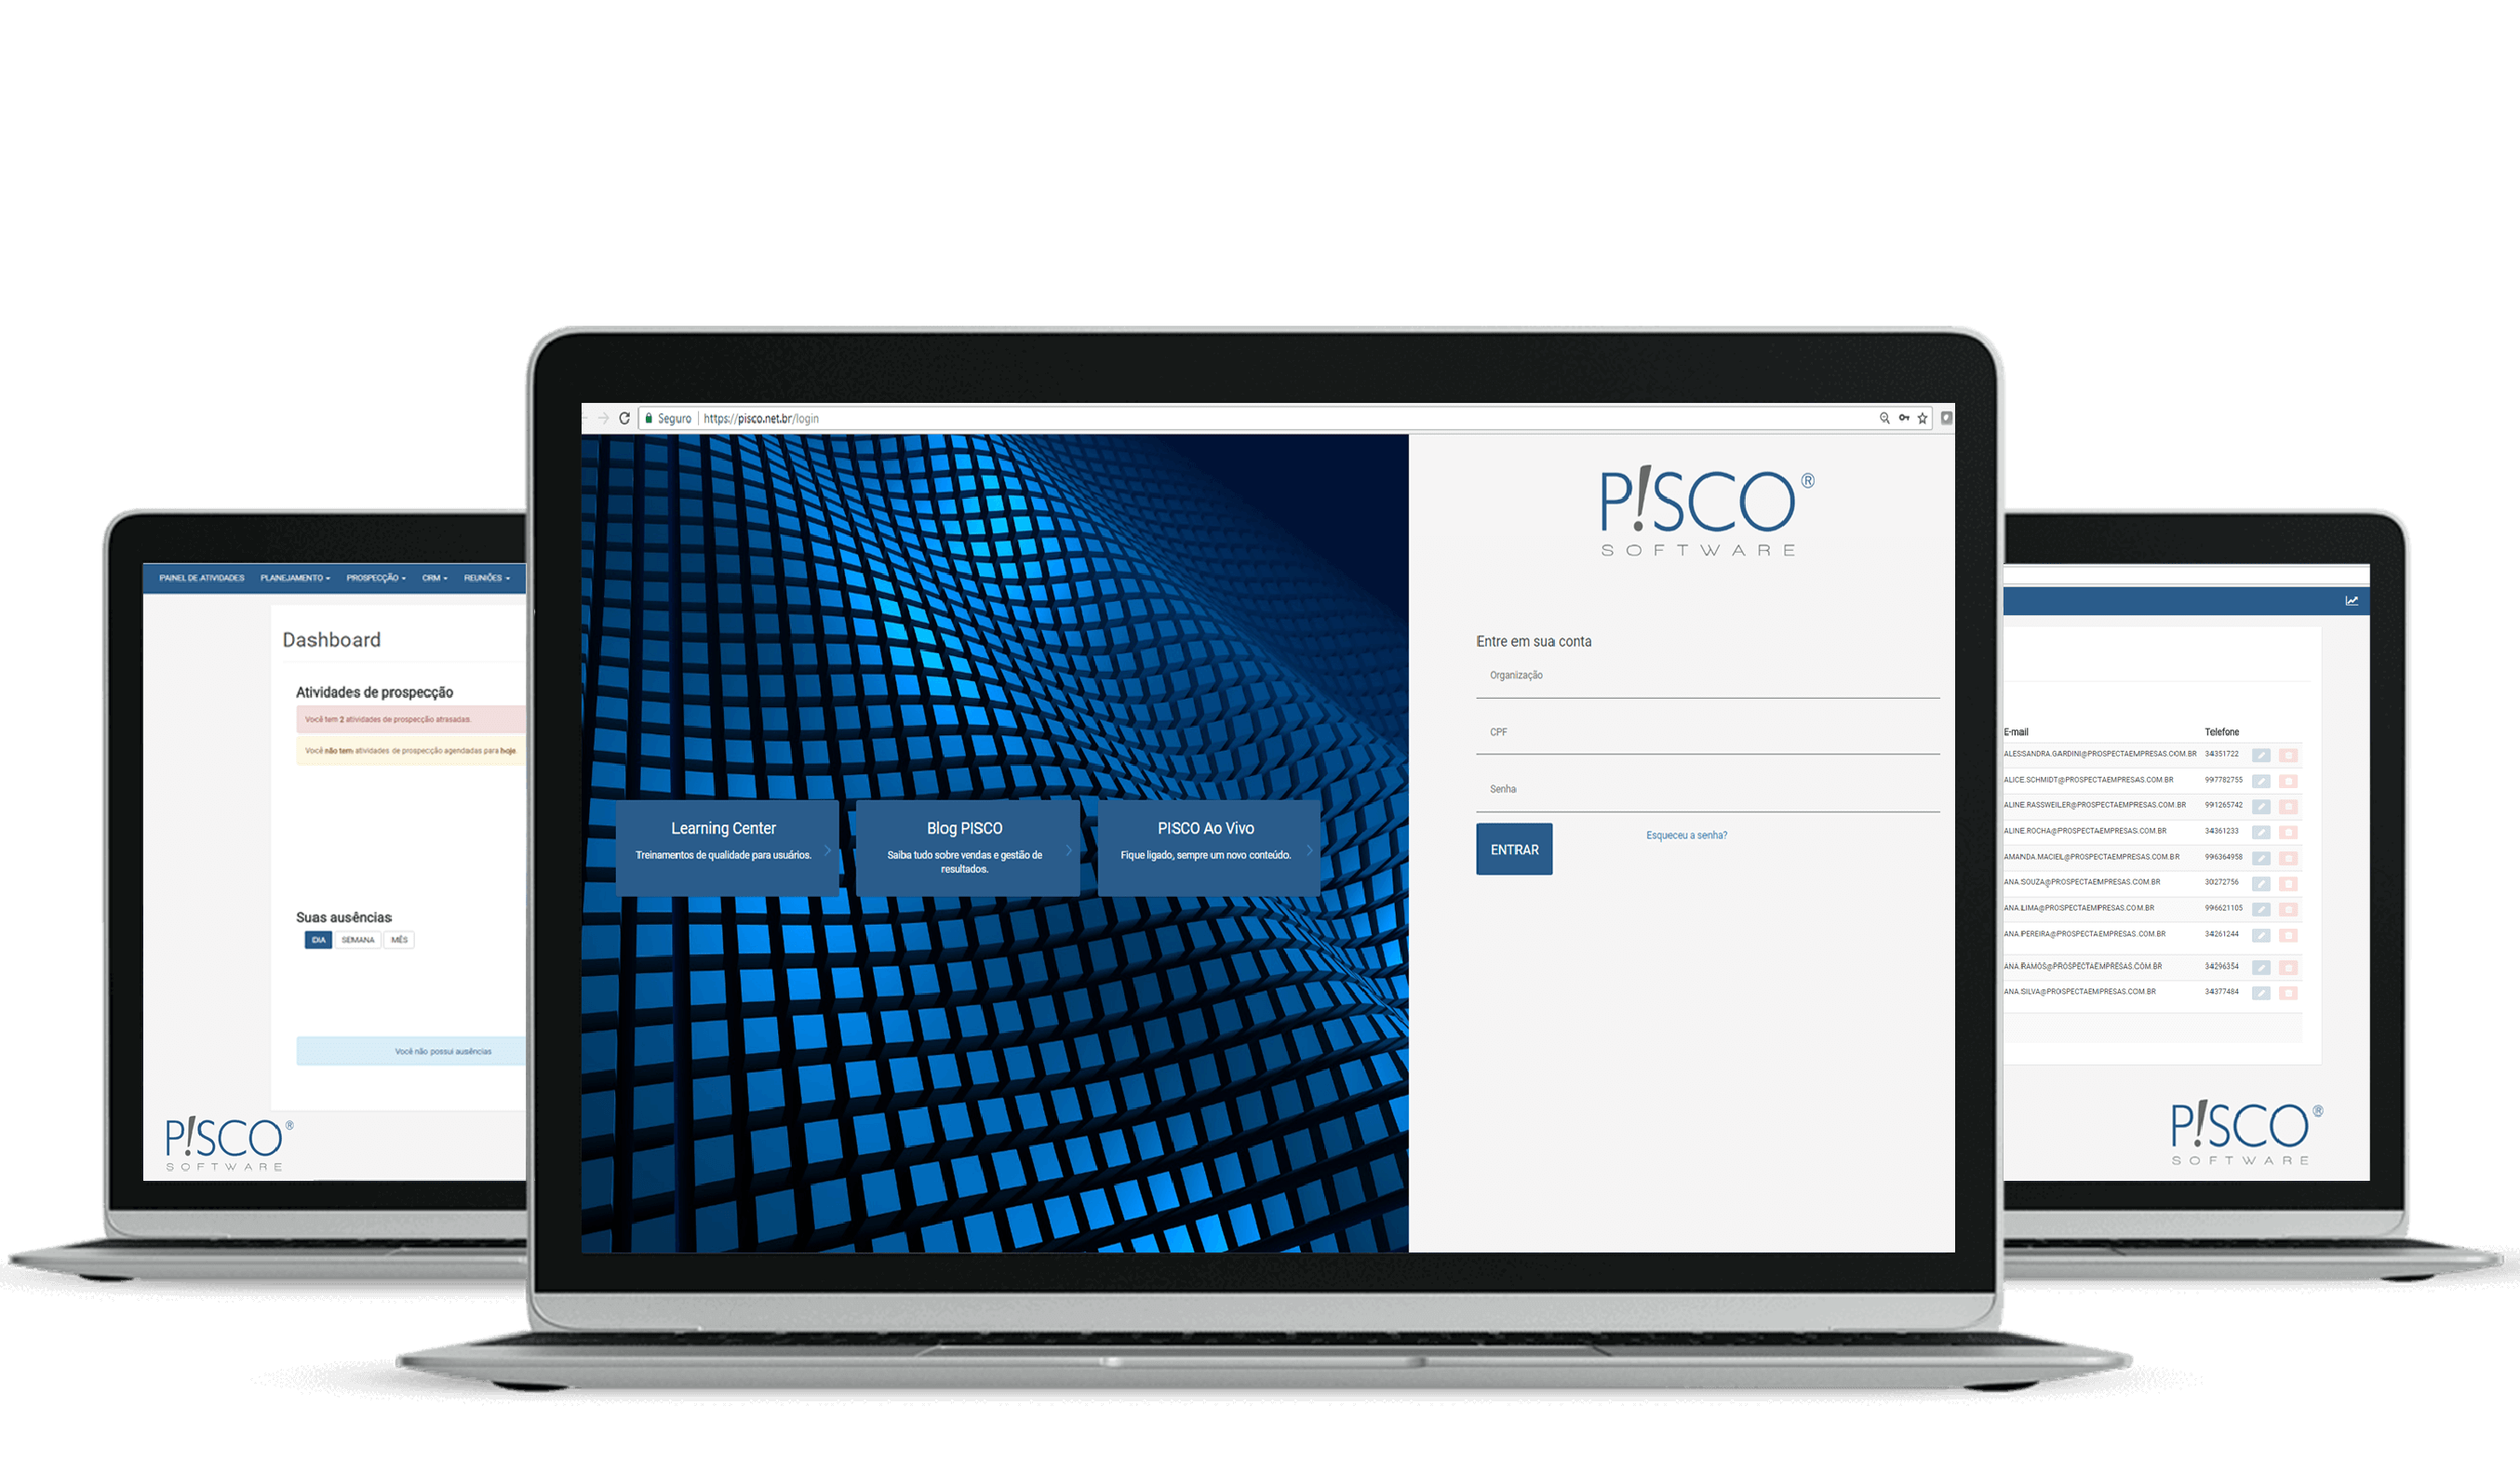 PAINEL DE ATIVIDADES PLANEJAMENTO PROSPECÇÃO CRM REUNIÕES
Dashboard
Atividades de prospecção
Você tem 2 atividades de prospecção atrasadas.
Você não tem atividades de prospecção agendadas para hoje.
Suas ausências
DIA SEMANA MÊS
Você não possui ausências
P!SCO®
SOFTWARE
Seguro https://pisco.net.br/login
Learning Center
Treinamentos de qualidade para usuários.
Blog PISCO
Saiba tudo sobre vendas e gestão de
resultados.
PISCO Ao Vivo
Fique ligado, sempre um novo conteúdo.
P!SCO®
SOFTWARE
Entre em sua conta
Organização
CPF
Senha
ENTRAR
Esqueceu a senha?
E-mail Telefone
ALESSANDRA.GARDINI@PROSPECTAEMPRESAS.COM.BR 34351722
ALICE.SCHMIDT@PROSPECTAEMPRESAS.COM.BR 997782755
ALINE.RASSWEILER@PROSPECTAEMPRESAS.COM.BR 991265742
ALINE.ROCHA@PROSPECTAEMPRESAS.COM.BR 34361233
AMANDA.MACIEL@PROSPECTAEMPRESAS.COM.BR 996364958
ANA.SOUZA@PROSPECTAEMPRESAS.COM.BR 30272756
ANA.LIMA@PROSPECTAEMPRESAS.COM.BR 996621105
ANA.PEREIRA@PROSPECTAEMPRESAS.COM.BR 34261244
ANA.RAMOS@PROSPECTAEMPRESAS.COM.BR 34296354
ANA.SILVA@PROSPECTAEMPRESAS.COM.BR 34377484
P!SCO®
SOFTWARE